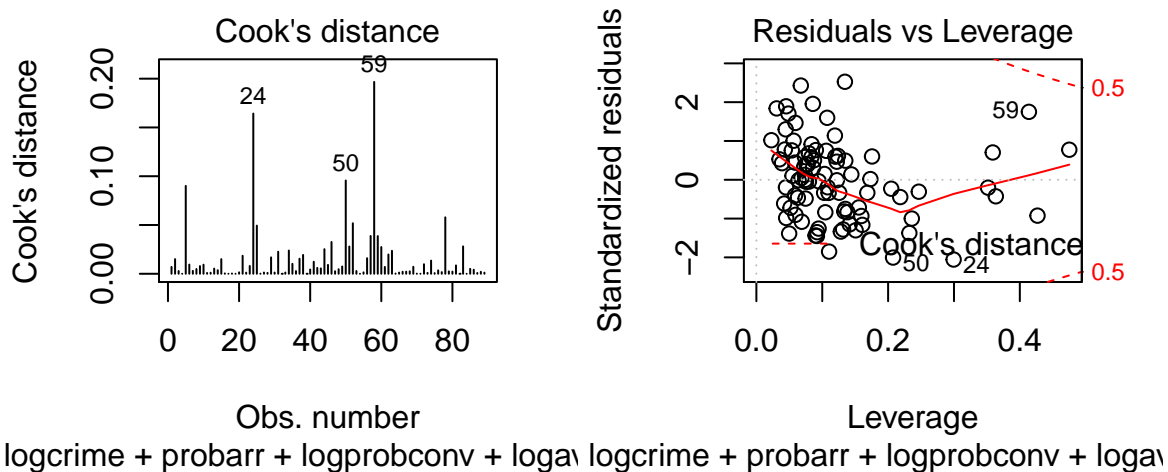 Cook's distance
Cook's distance
0.00
0.10
0.20
24
50
59
0 20 40 60 80
Obs. number
logcrime + probarr + logprobconv + loga
Residuals vs Leverage
Standardized residuals
−2
0
2
0.5
59
Cook's distance
50
24
0.5
0.0 0.2 0.4
Leverage
logcrime + probarr + logprobconv + loga